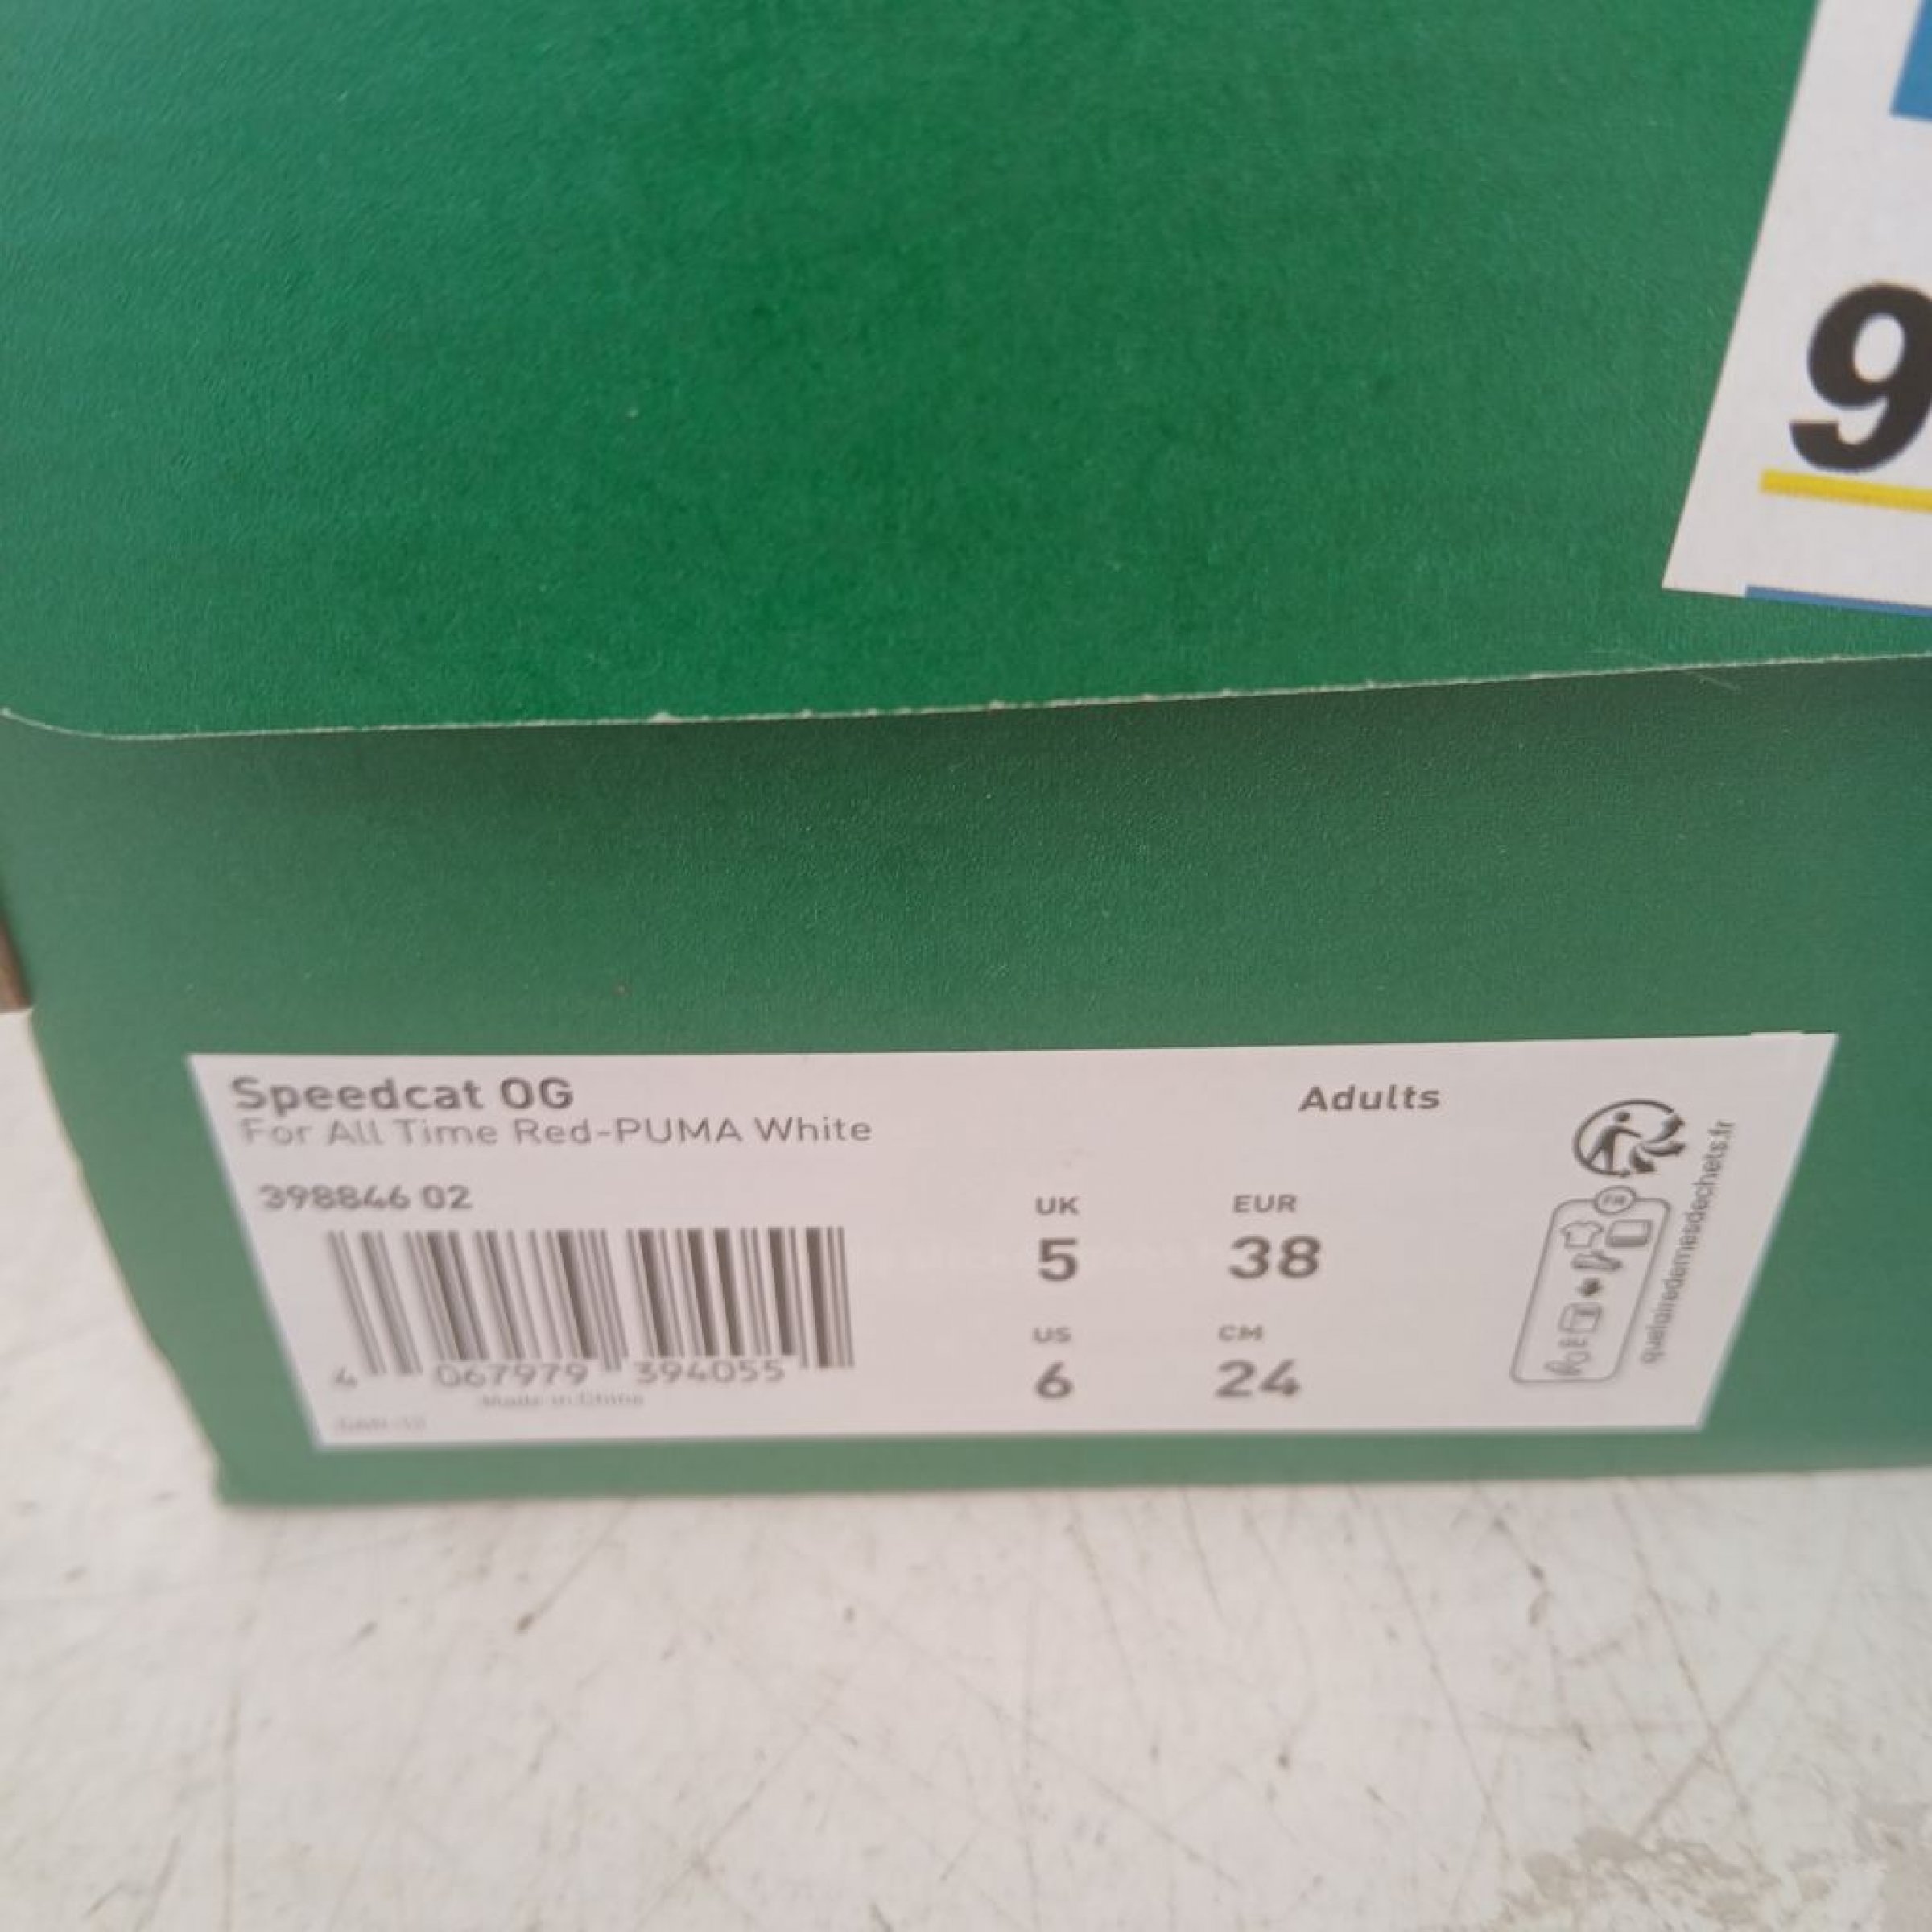 9
Speedcat OG
Adults
For All Time Red-PUMA White
398846 02
UK
EUR
5
38
US
CM
6
24
4 067979 394055
Made in China
FR
quefairedemesdechets.fr